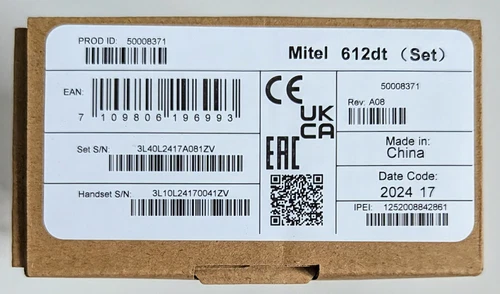 PROD ID: 50008371
Mitel 612dt (Set)
EAN:
7 109806 196993
Set S/N: 3L40L2417A081ZV
Handset S/N: 3L10L24170041ZV
CE
UK
CA
EAC
50008371
Rev: A08
Made in:
China
Date Code:
2024 17
IPEI: 1252008842861